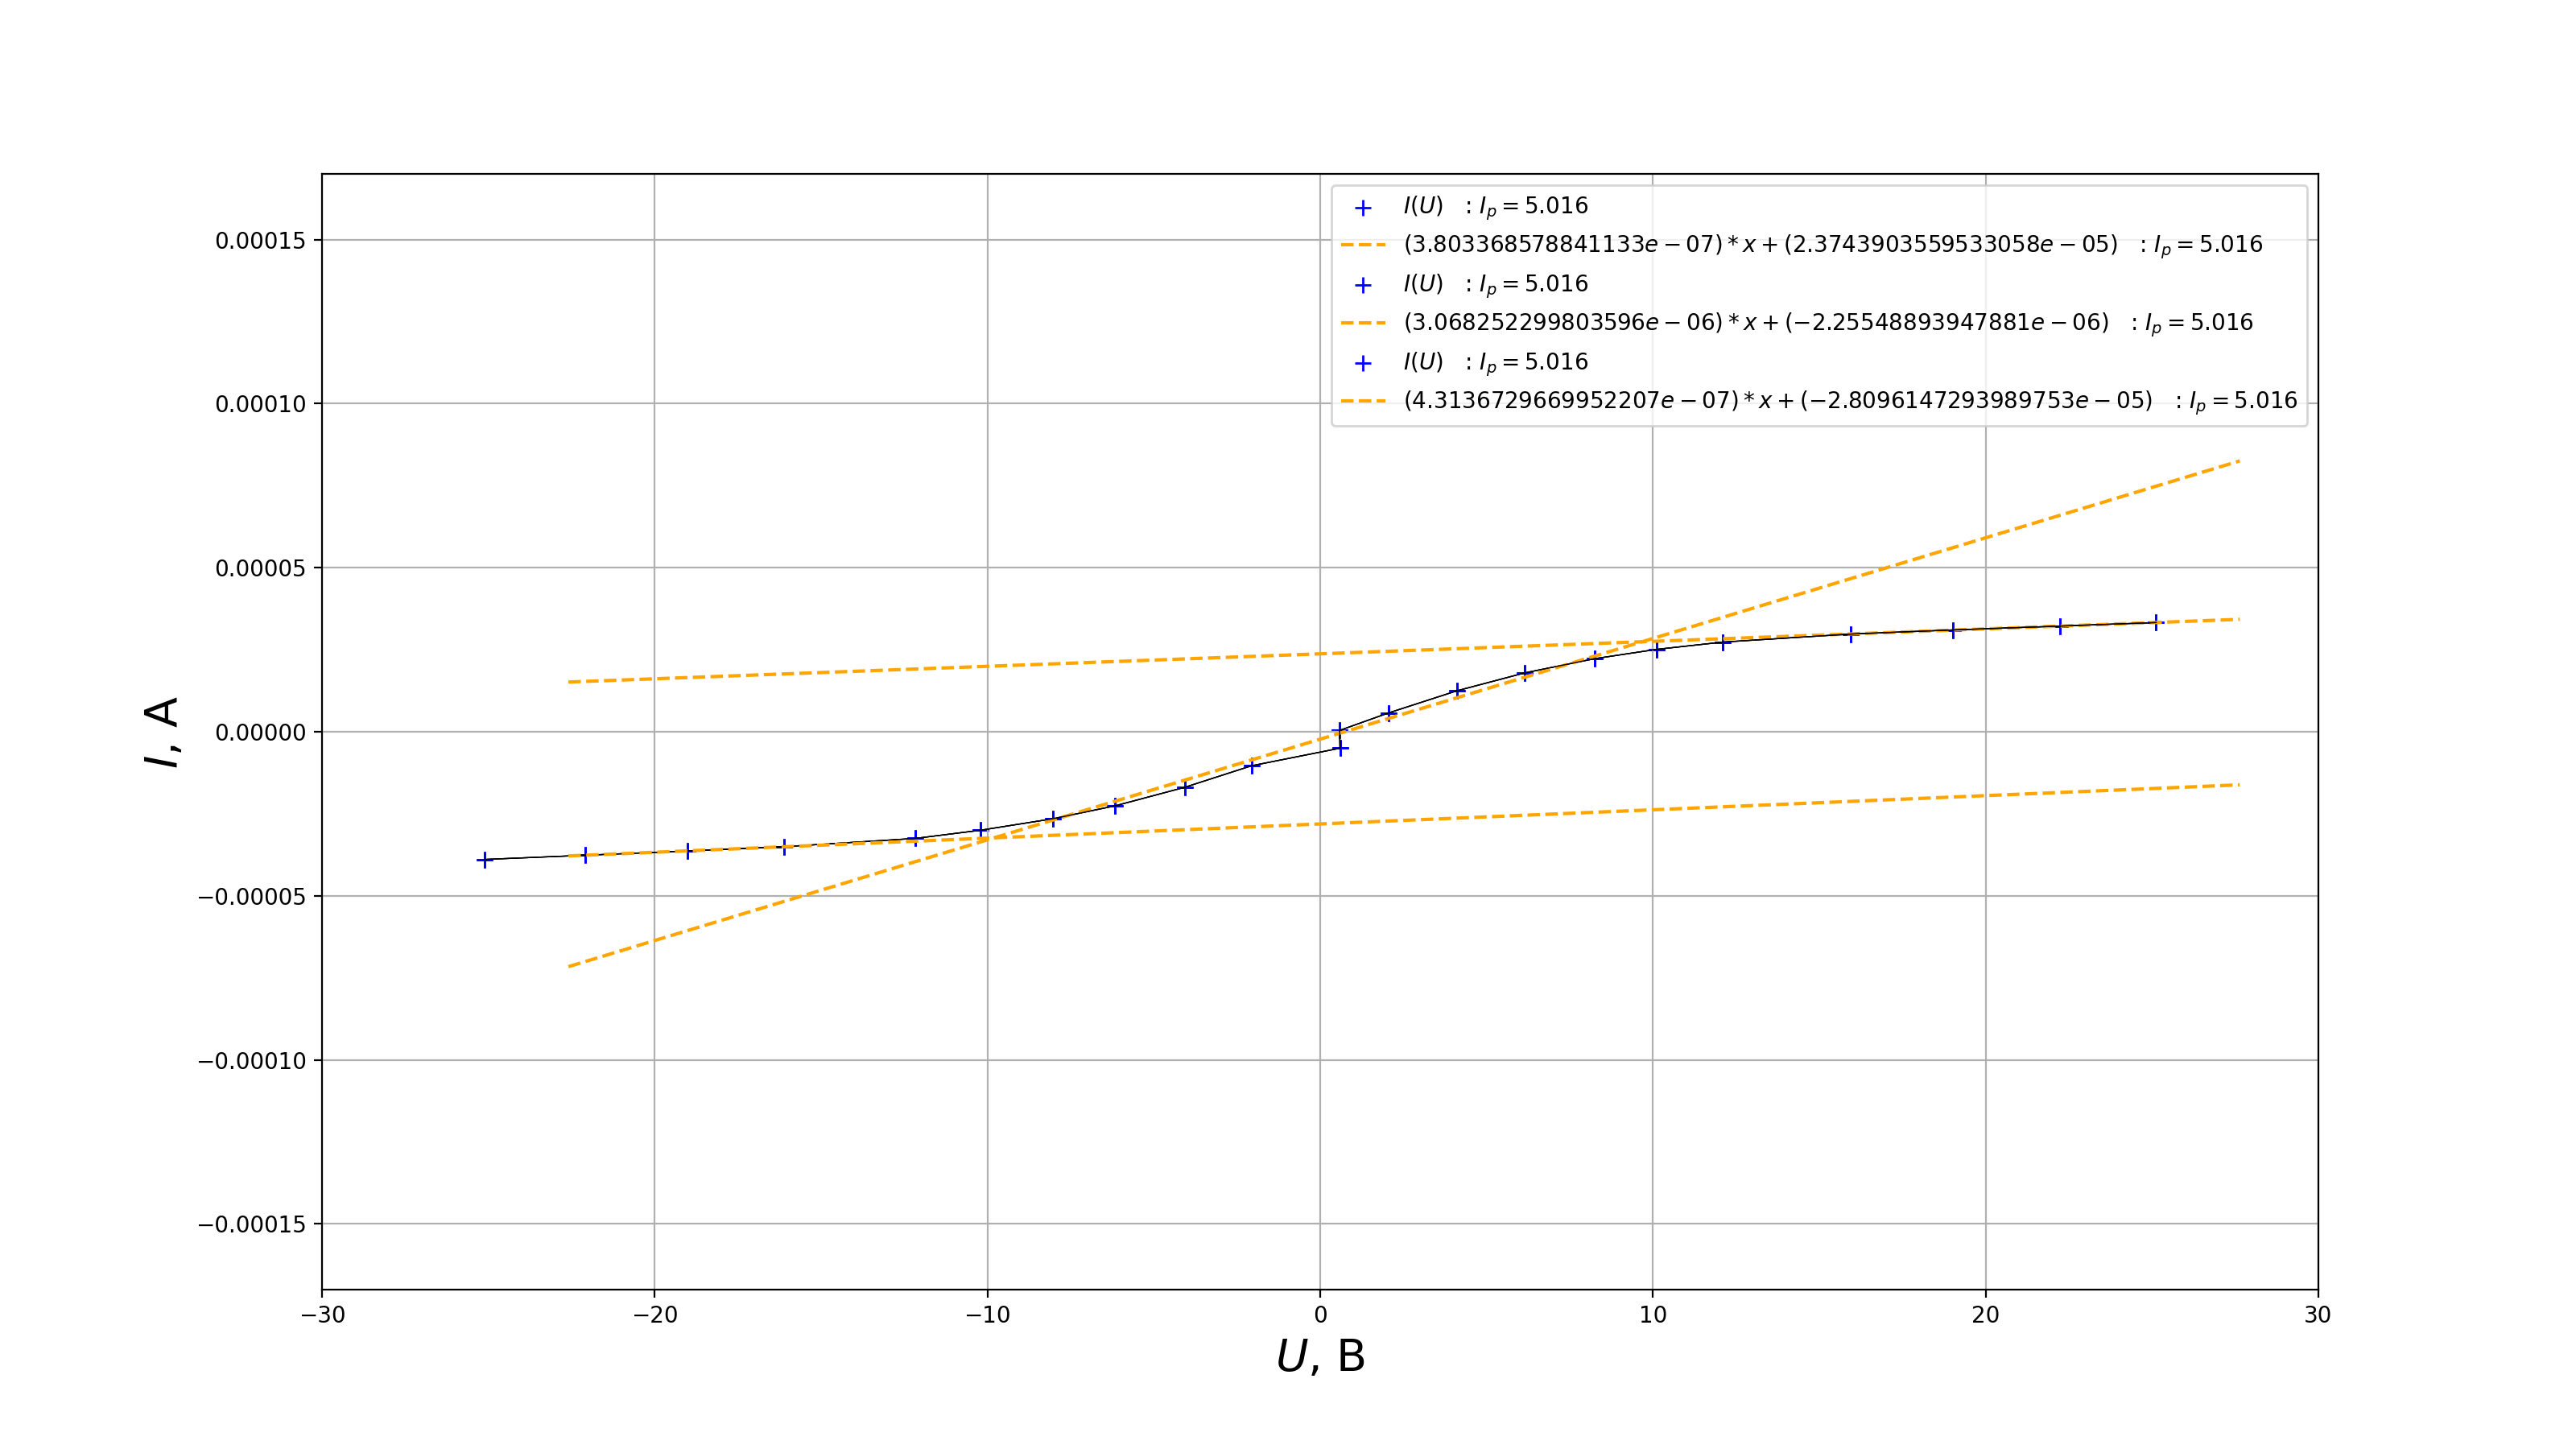 I(U) : I_p = 5.016
(3.803368578841133e − 07) * x + (2.3743903559533058e − 05) : I_p = 5.016
I(U) : I_p = 5.016
(3.068252299803596e − 06) * x + (−2.25548893947881e − 06) : I_p = 5.016
I(U) : I_p = 5.016
(4.3136729669952207e − 07) * x + (−2.8096147293989753e − 05) : I_p = 5.016
0.00015
0.00010
0.00005
0.00000
−0.00005
−0.00010
−0.00015
I, A
−30 −20 −10 0 10 20 30
U, В